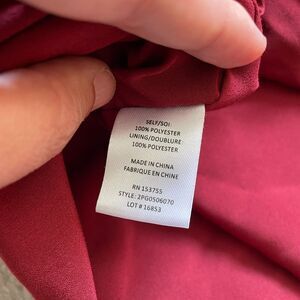 SELF/SOI:
100% POLYESTER
LINING/DOUBLURE
100% POLYESTER
MADE IN CHINA
FABRIQUE EN CHINE
RN 153755
STYLE: 2PG0506070
LOT # 16853